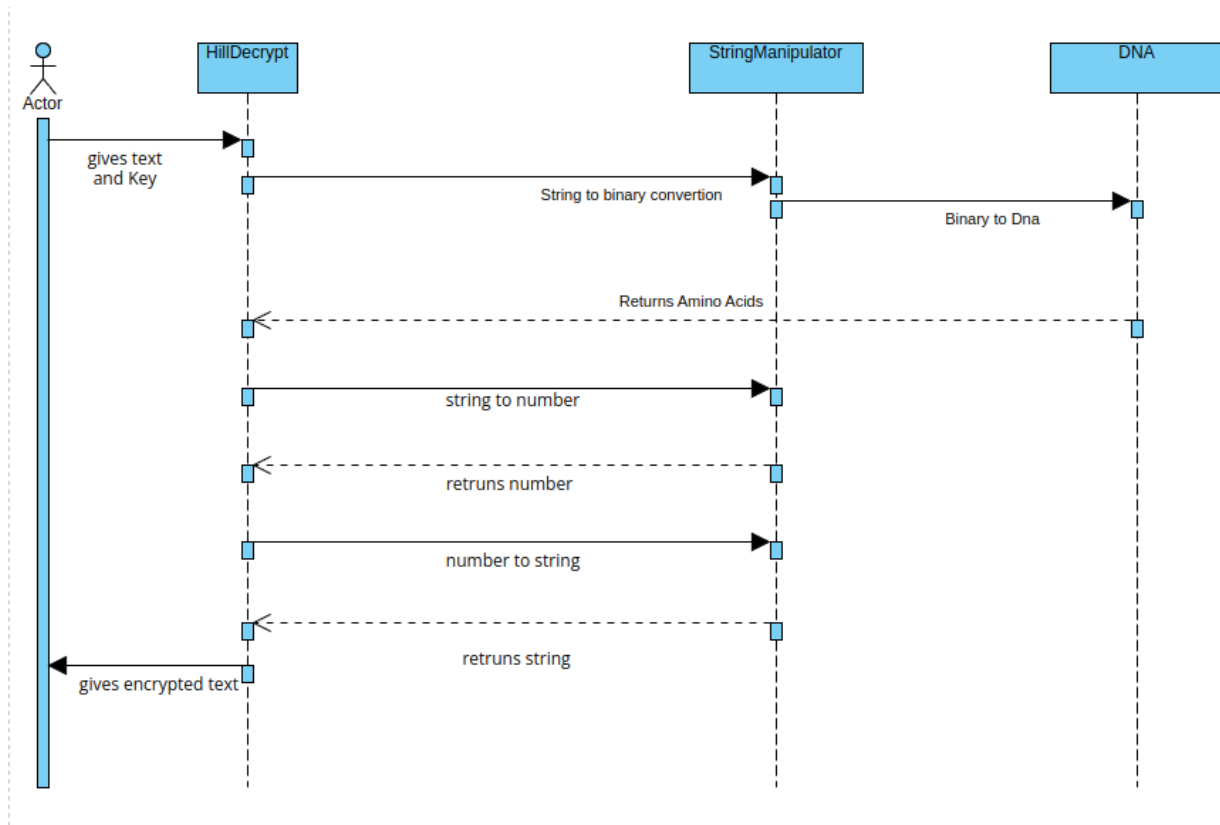 HillDecrypt
StringManipulator
DNA
Actor
gives text
and Key
String to binary convertion
Binary to Dna
Returns Amino Acids
string to number
retruns number
number to string
retruns string
gives encrypted text